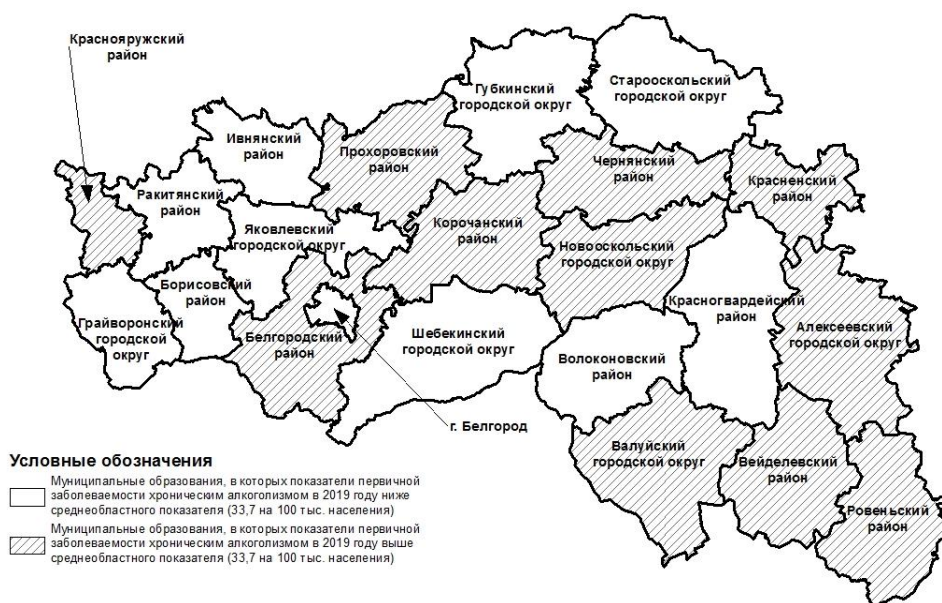 Краснояружский
район
Губкинский
городской округ
Старооскольский
городской округ
Ивнянский
район
Прохоровский
район
Чернянский
район
Красненский
район
Ракитянский
район
Яковлевский
городской округ
Корочанский
район
Новооскольский
городской округ
Борисовский
район
Грайворонский
городской
округ
Белгородский
район
Шебекинский
городской округ
Красногвардейский
район
Алексеевский
городской округ
Волоконовский
район
г. Белгород
Валуйский
городской округ
Вейделевский
район
Ровеньский
район
Условные обозначения
Муниципальные образования, в которых показатели первичной
заболеваемости хроническим алкоголизмом в 2019 году ниже
среднеобластного показателя (33,7 на 100 тыс. населения)
Муниципальные образования, в которых показатели первичной
заболеваемости хроническим алкоголизмом в 2019 году выше
среднеобластного показателя (33,7 на 100 тыс. населения)